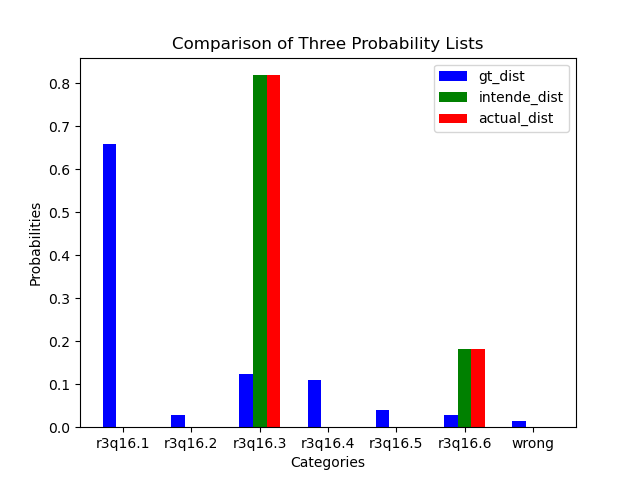 Comparison of Three Probability Lists
gt_dist
intende_dist
actual_dist
Probabilities
0.8
0.7
0.6
0.5
0.4
0.3
0.2
0.1
0.0
r3q16.1 r3q16.2 r3q16.3 r3q16.4 r3q16.5 r3q16.6 wrong
Categories